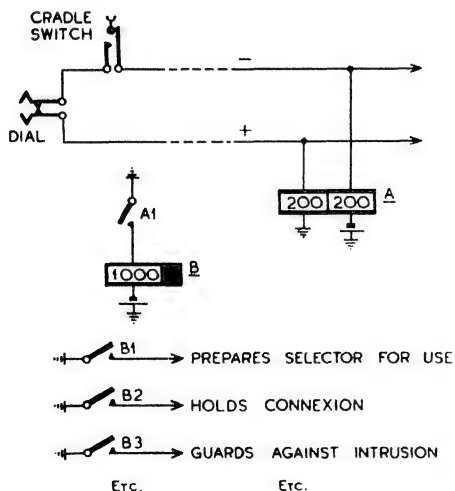 CRADLE
SWITCH
−
DIAL
+
200 200 A
A1
1000 B
B1 PREPARES SELECTOR FOR USE
B2 HOLDS CONNEXION
B3 GUARDS AGAINST INTRUSION
ETC. ETC.